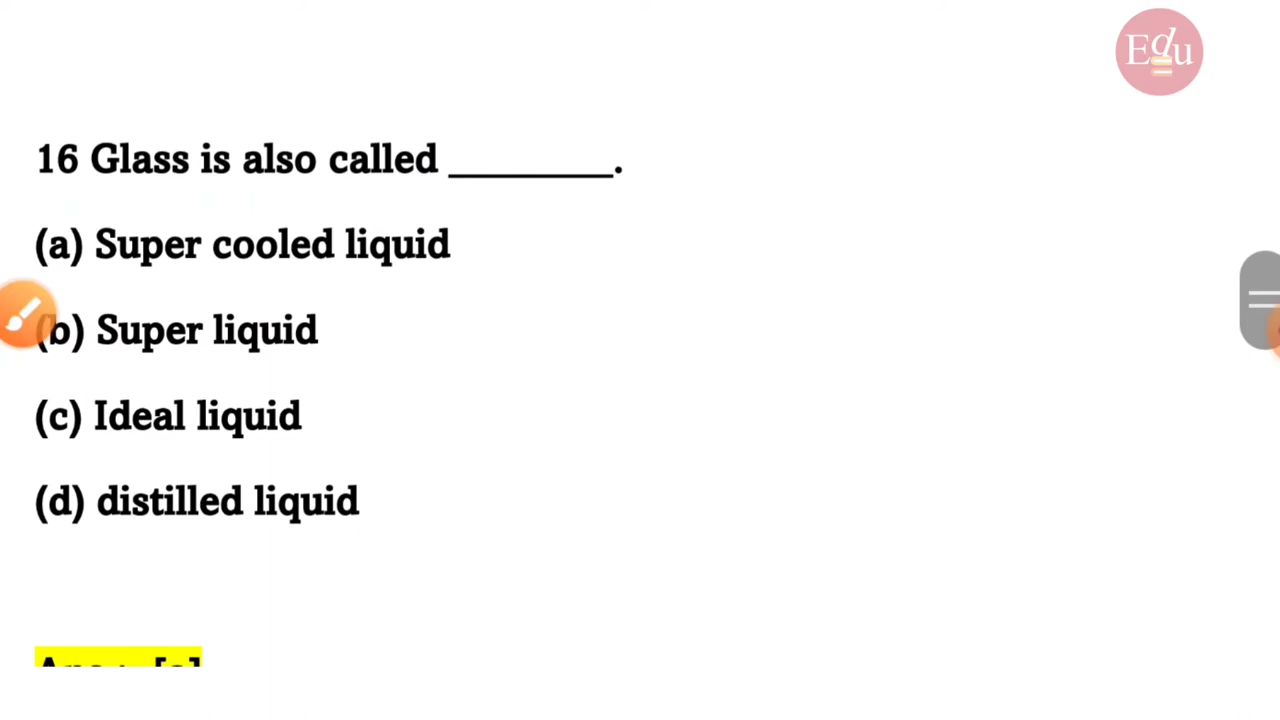 Edu
16 Glass is also called ________.
(a) Super cooled liquid
(b) Super liquid
(c) Ideal liquid
(d) distilled liquid